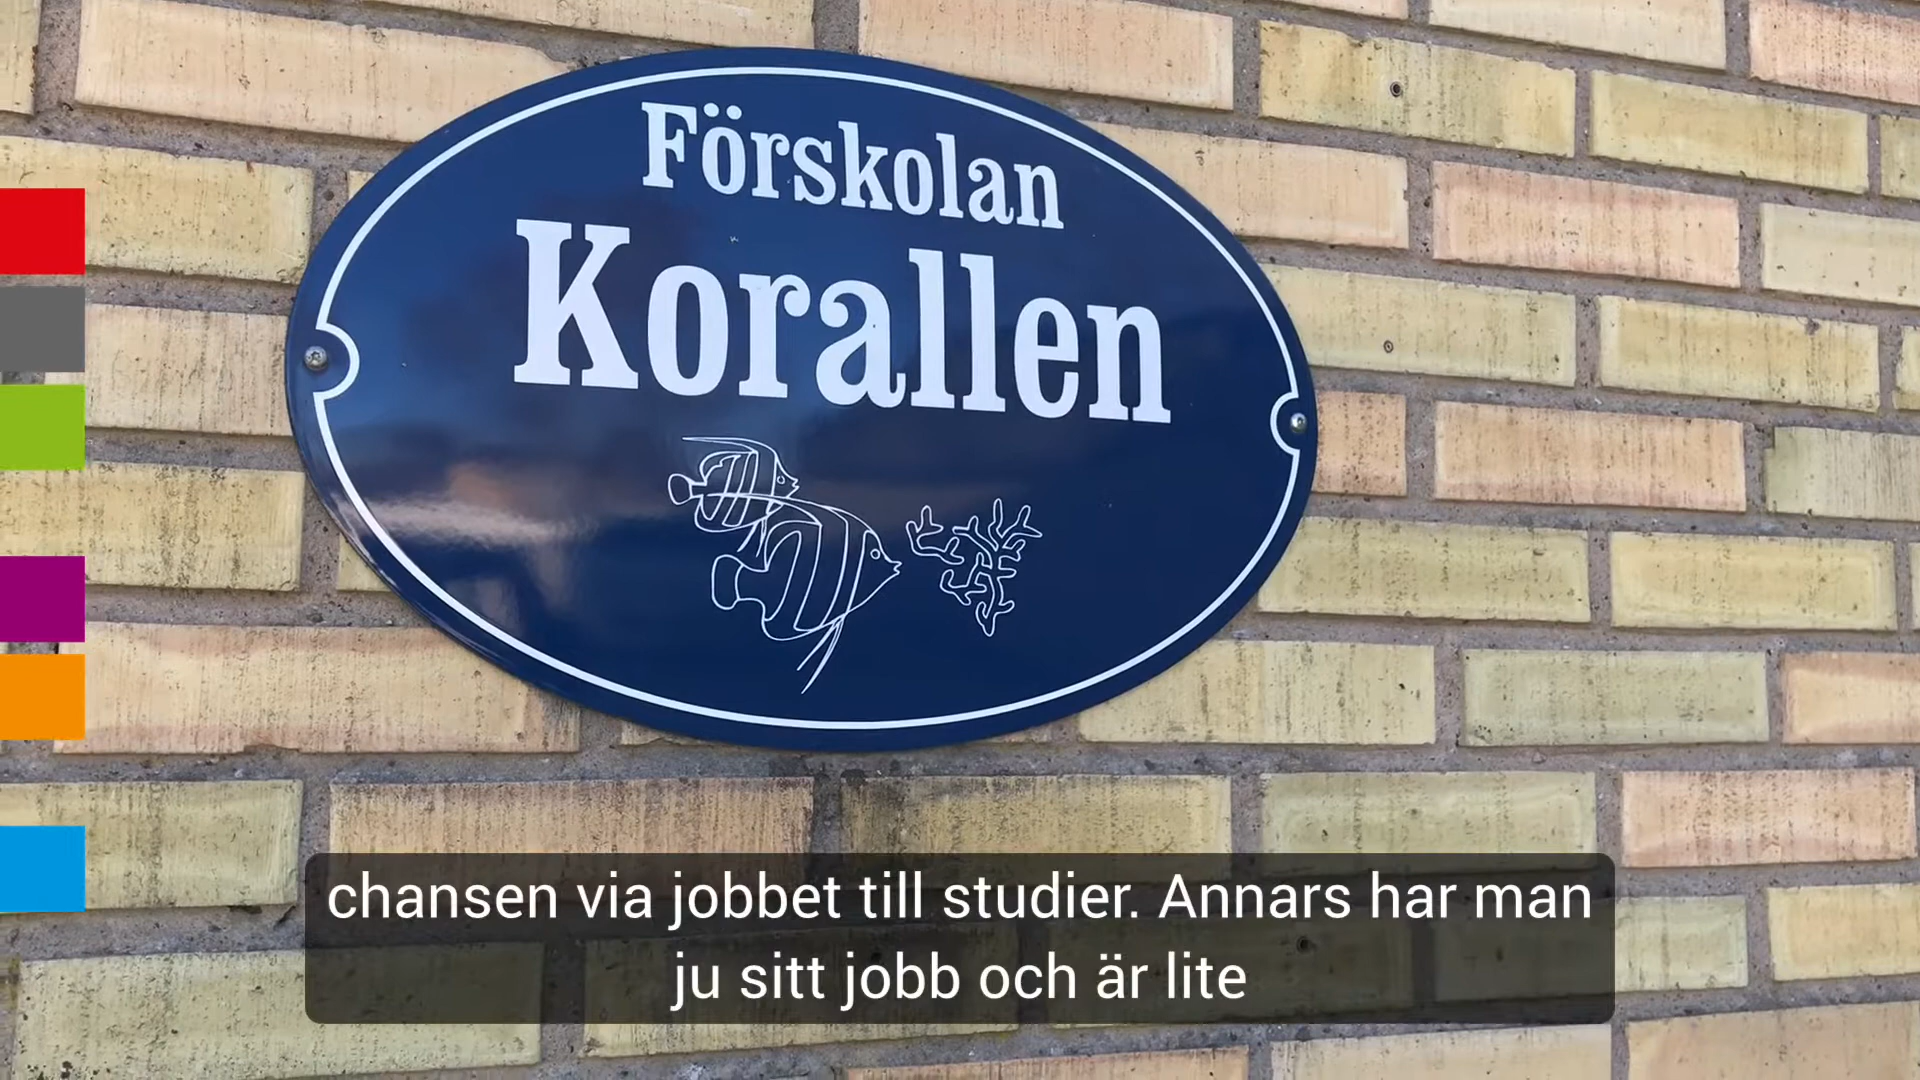 Förskolan
Korallen
chansen via jobbet till studier. Annars har man
ju sitt jobb och är lite